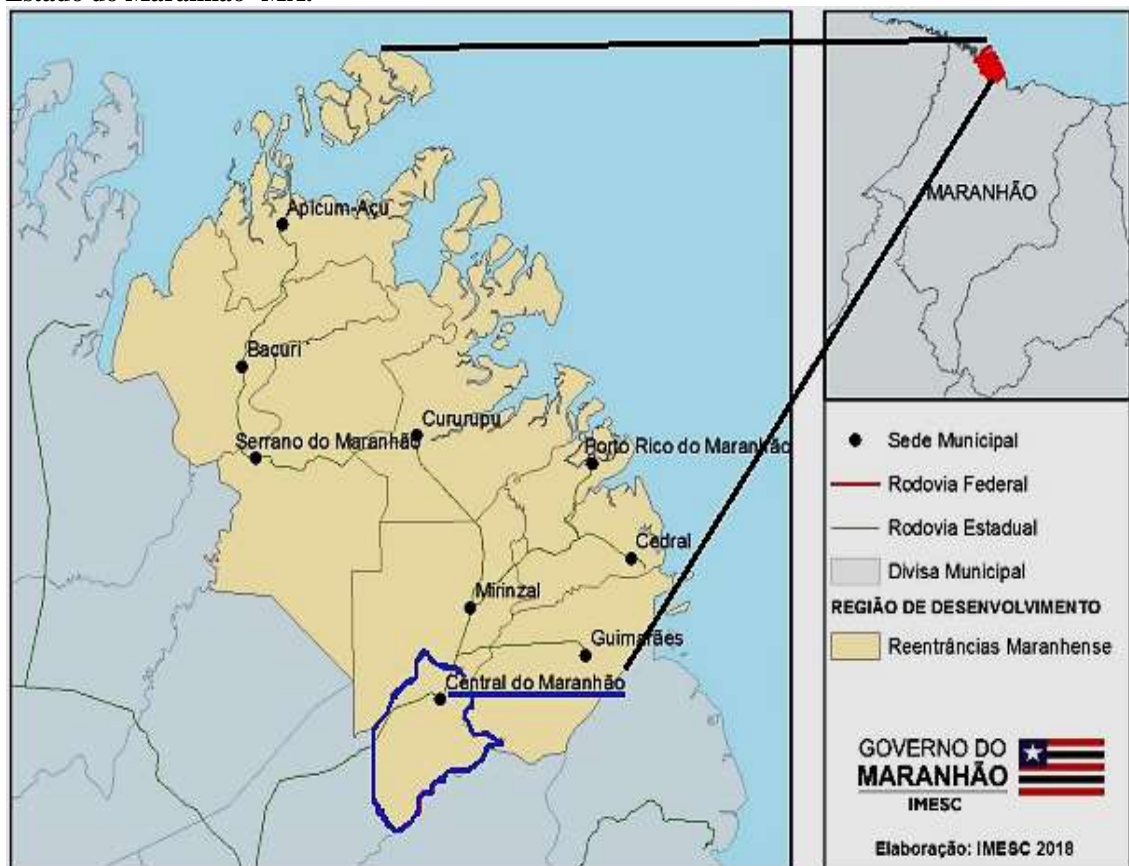 Estado do Maranhão- MA.
MARANHÃO
Apicum-Açu
Bacuri
Cururupu
Serrano do Maranhão
Porto Rico do Maranhão
Cedral
Mirinzal
Guimarães
Central do Maranhão
Sede Municipal
Rodovia Federal
Rodovia Estadual
Divisa Municipal
REGIÃO DE DESENVOLVIMENTO
Reentrâncias Maranhense
GOVERNO DO
MARANHÃO
IMESC
Elaboração: IMESC 2018